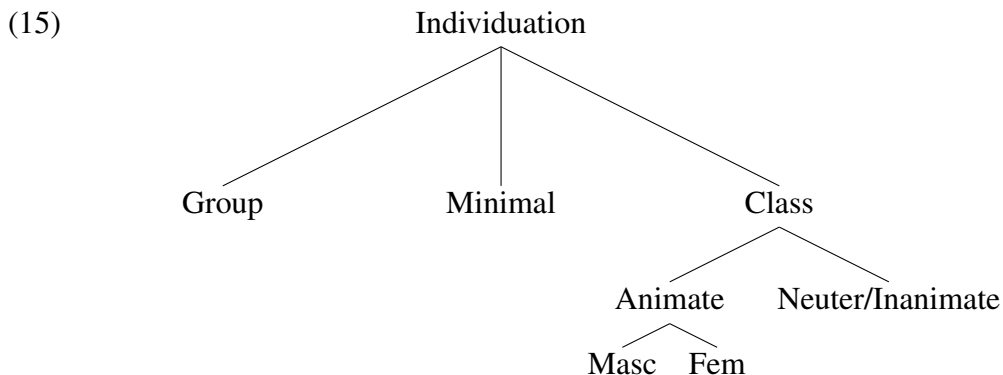 (15) Individuation
Group Minimal Class
Animate Neuter/Inanimate
Masc Fem